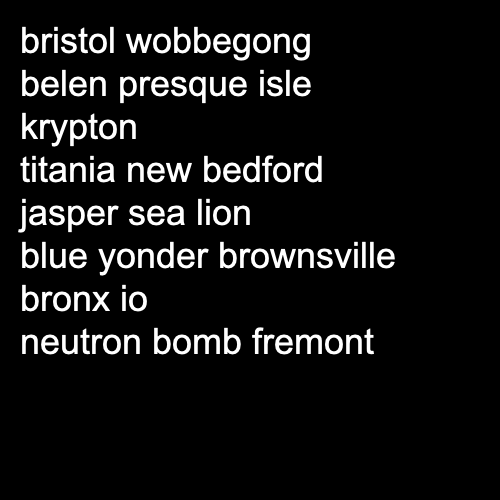 bristol wobbegong
belen presque isle
krypton
titania new bedford
jasper sea lion
blue yonder brownsville
bronx io
neutron bomb fremont